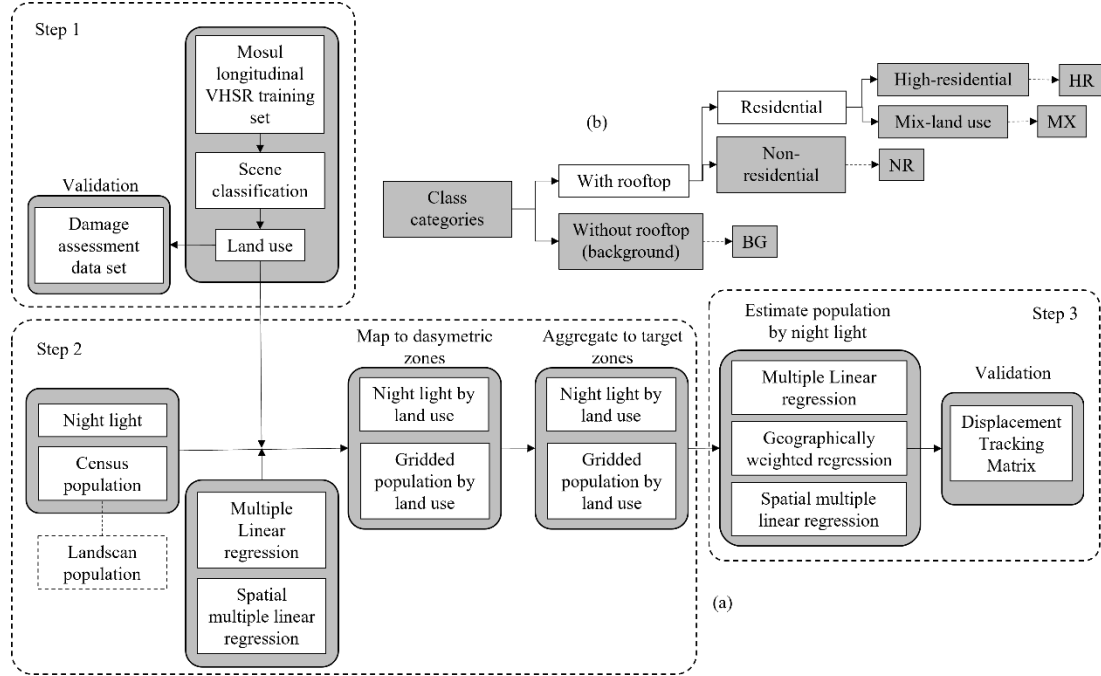 Step 1
Mosul
longitudinal
VHSR training
set
Scene
classification
Land use
Validation
Damage
assessment
data set
(b)
Class
categories
With rooftop
Without rooftop
(background)
BG
Residential
Non-
residential
NR
High-residential
HR
Mix-land use
MX
Step 2
Night light
Census
population
Landscan
population
Multiple
Linear
regression
Spatial
multiple linear
regression
Map to dasymetric
zones
Night light by
land use
Gridded
population by
land use
Aggregate to target
zones
Night light by
land use
Gridded
population by
land use
(a)
Estimate population
by night light
Step 3
Multiple Linear
regression
Geographically
weighted regression
Spatial multiple
linear regression
Validation
Displacement
Tracking
Matrix